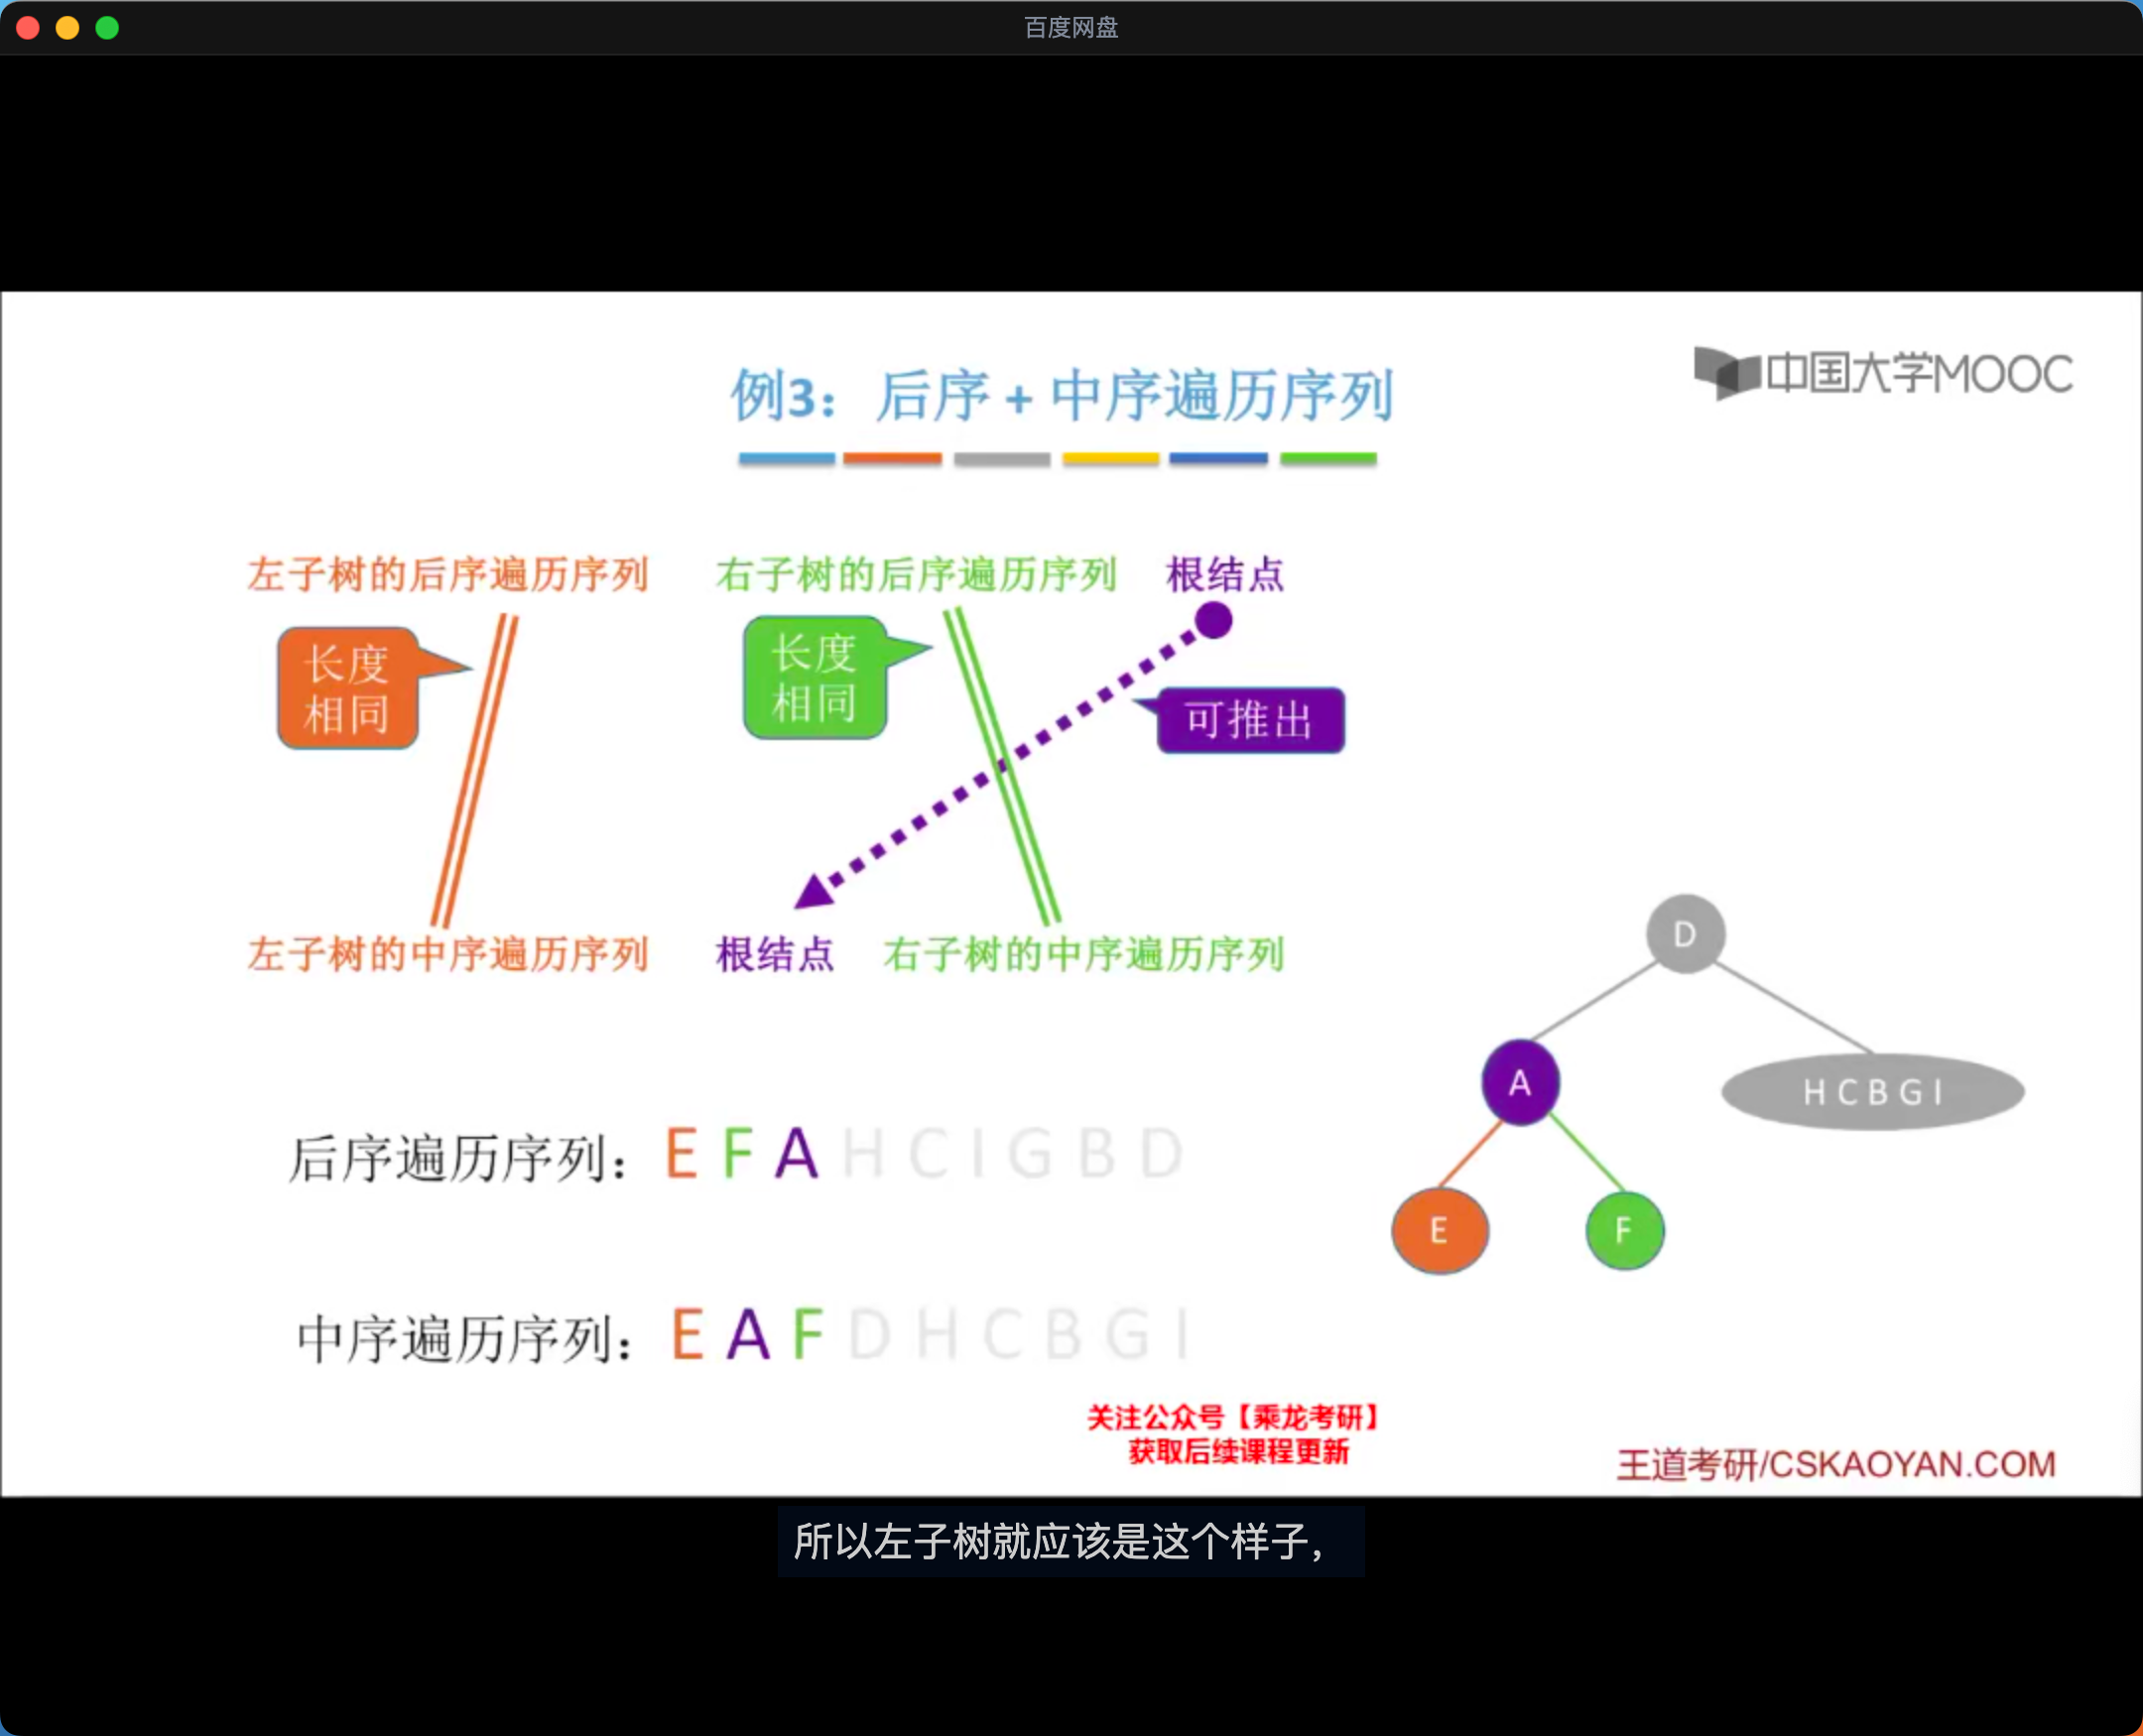 百度网盘
例3：后序 + 中序遍历序列
中国大学MOOC
左子树的后序遍历序列 右子树的后序遍历序列 根结点
长度
相同
长度
相同
可推出
左子树的中序遍历序列 根结点 右子树的中序遍历序列
D
A
H C B G I
E
F
后序遍历序列：E F A H C I G B D
中序遍历序列：E A F D H C B G I
关注公众号【乘龙考研】
获取后续课程更新
王道考研/CSKAOYAN.COM
所以左子树就应该是这个样子，